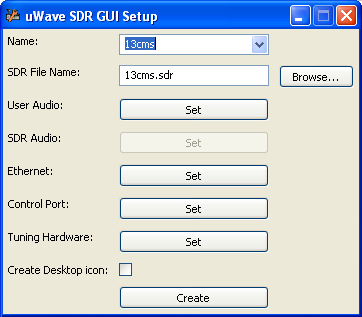 uWave SDR GUI Setup
Name: 13cms
SDR File Name: 13cms.sdr Browse...
User Audio: Set
SDR Audio: Set
Ethernet: Set
Control Port: Set
Tuning Hardware: Set
Create Desktop icon:
Create